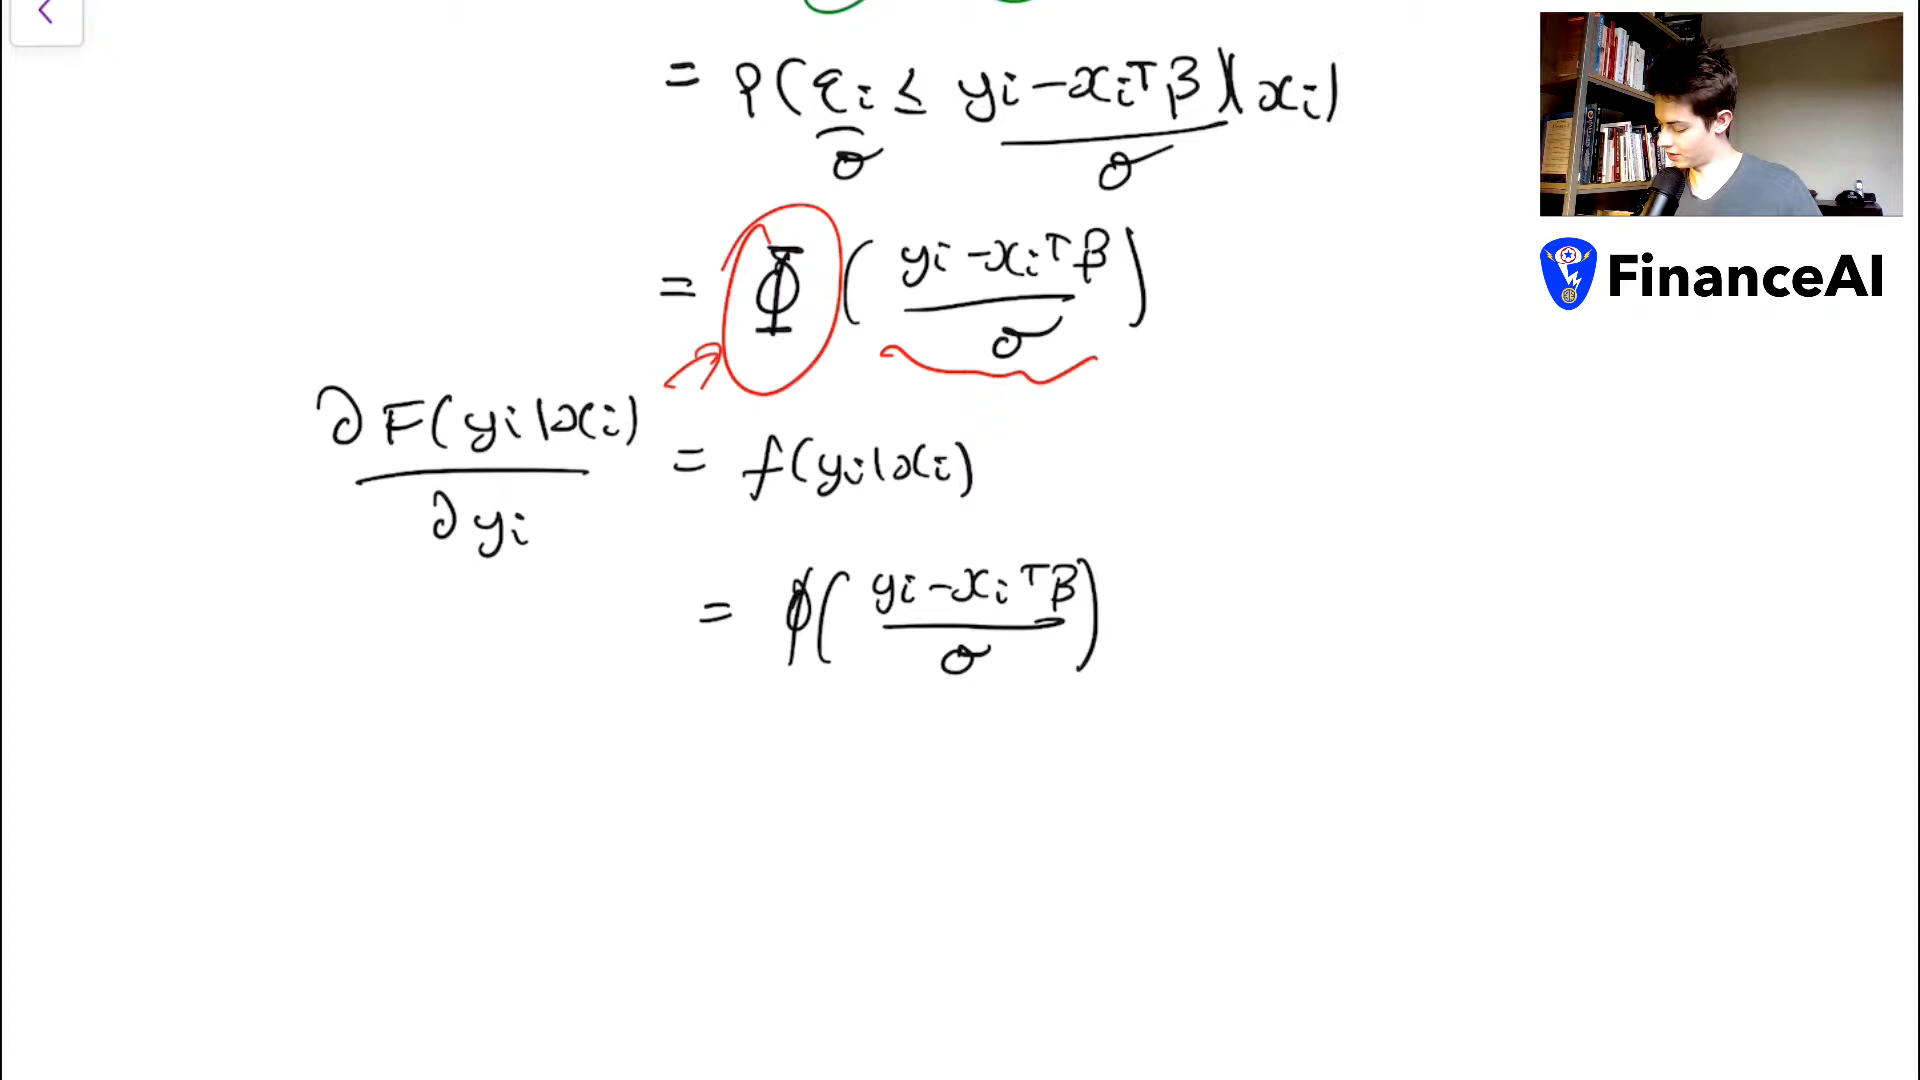 = P(εi ≤ yi - xiᵀβ)|xi)
σ σ
= Φ(yi - xiᵀβ)
σ
FinanceAI
∂F(yi|xi) = f(yi|xi)
∂yi
= φ(yi - xiᵀβ)
σ